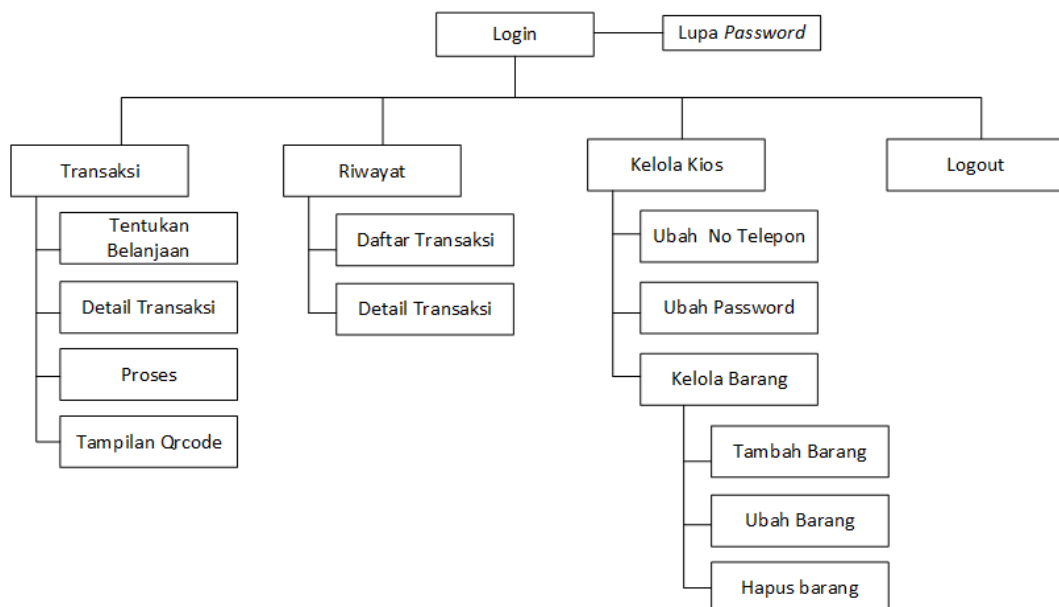 Login
Lupa Password
Transaksi
Riwayat
Kelola Kios
Logout
Tentukan
Belanjaan
Detail Transaksi
Proses
Tampilan Qrcode
Daftar Transaksi
Detail Transaksi
Ubah  No Telepon
Ubah Password
Kelola Barang
Tambah Barang
Ubah Barang
Hapus barang